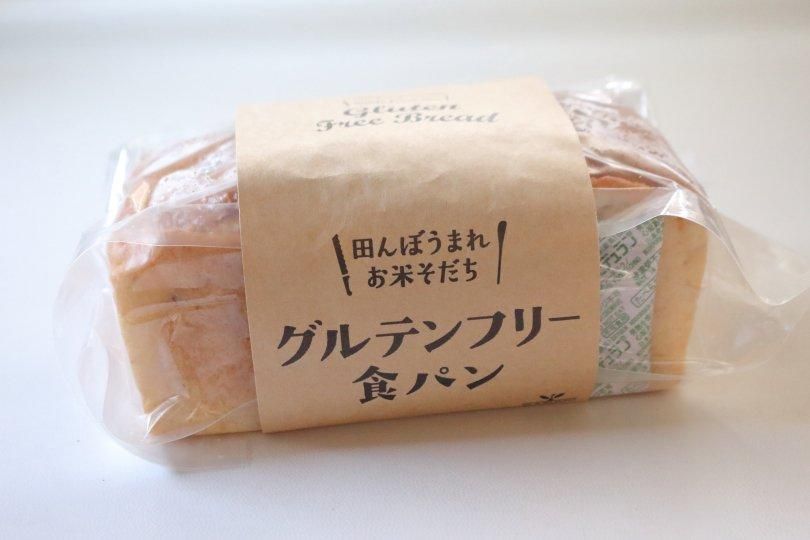 Gluten
Free Bread
田んぼうまれ
お米そだち
グルテンフリー
食パン